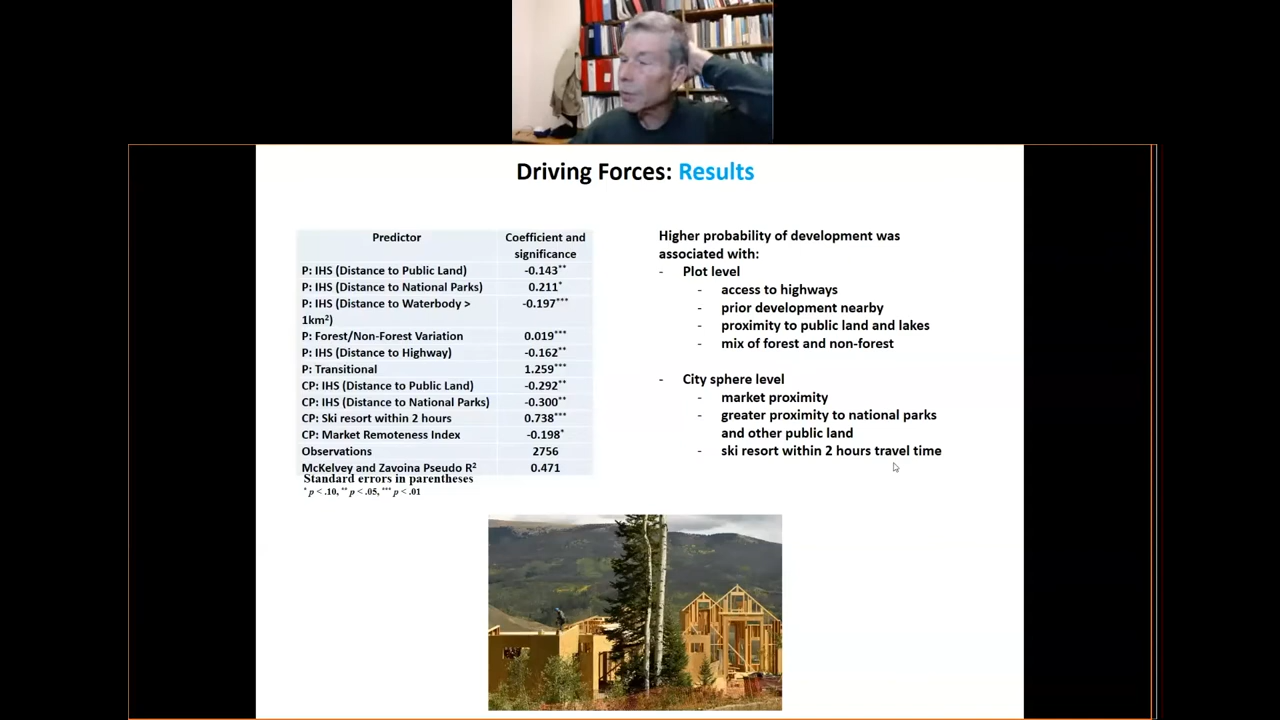 Driving Forces: Results
Predictor
Coefficient and
significance
P: IHS (Distance to Public Land) -0.143**
P: IHS (Distance to National Parks) 0.211*
P: IHS (Distance to Waterbody > -0.197***
1km²)
P: Forest/Non-Forest Variation 0.019***
P: IHS (Distance to Highway) -0.162**
P: Transitional 1.259***
CP: IHS (Distance to Public Land) -0.292**
CP: IHS (Distance to National Parks) -0.300**
CP: Ski resort within 2 hours 0.738***
CP: Market Remoteness Index -0.198*
Observations 2756
McKelvey and Zavoina Pseudo R² 0.471
Standard errors in parentheses
* p < .10, ** p < .05, *** p < .01
Higher probability of development was
associated with:
- Plot level
- access to highways
- prior development nearby
- proximity to public land and lakes
- mix of forest and non-forest
- City sphere level
- market proximity
- greater proximity to national parks
and other public land
- ski resort within 2 hours travel time